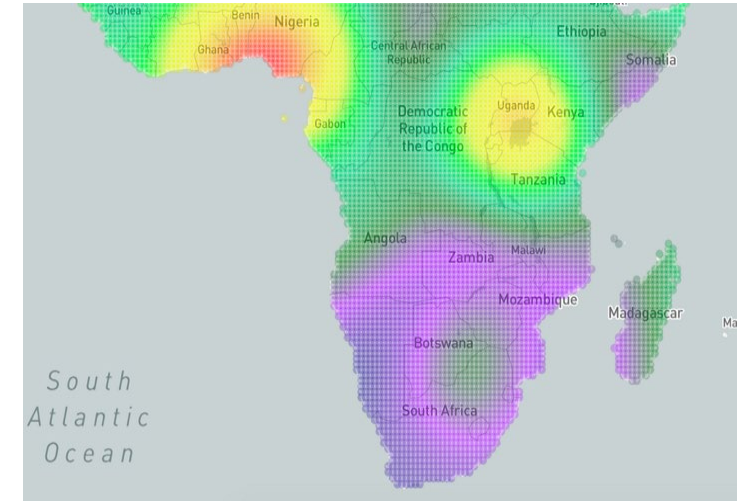 Guinea
Benin
Nigeria
Ghana
Ethiopia
Central African
Republic
Somalia
Uganda
Kenya
Democratic
Republic of
the Congo
Gabon
Tanzania
Angola
Malawi
Zambia
Mozambique
Madagascar
Ma
Botswana
South Africa
South
Atlantic
Ocean